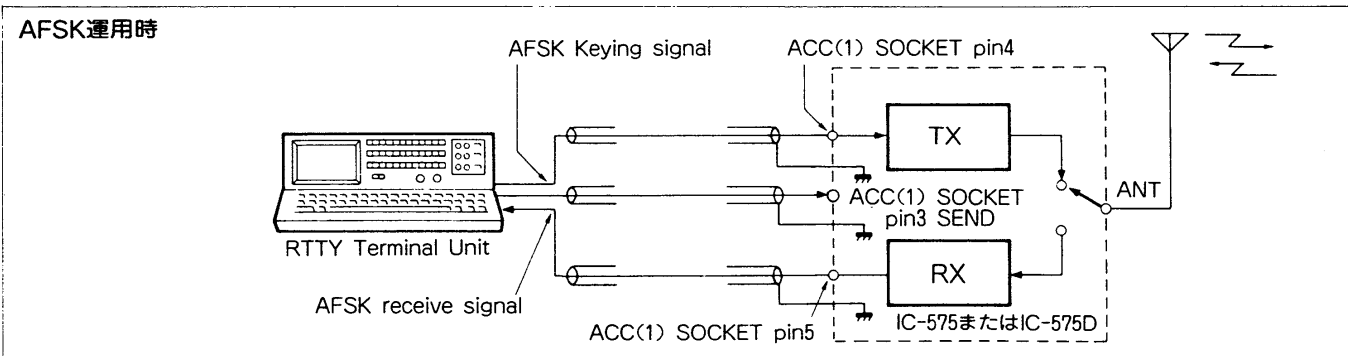 AFSK運用時
AFSK Keying signal
ACC(1) SOCKET pin4
TX
ANT
ACC(1) SOCKET
pin3 SEND
RTTY Terminal Unit
RX
AFSK receive signal
IC-575またはIC-575D
ACC(1) SOCKET pin5